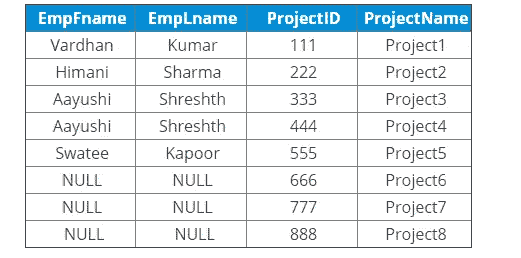 EmpFname EmpLname ProjectID ProjectName
Vardhan Kumar 111 Project1
Himani Sharma 222 Project2
Aayushi Shreshth 333 Project3
Aayushi Shreshth 444 Project4
Swatee Kapoor 555 Project5
NULL NULL 666 Project6
NULL NULL 777 Project7
NULL NULL 888 Project8